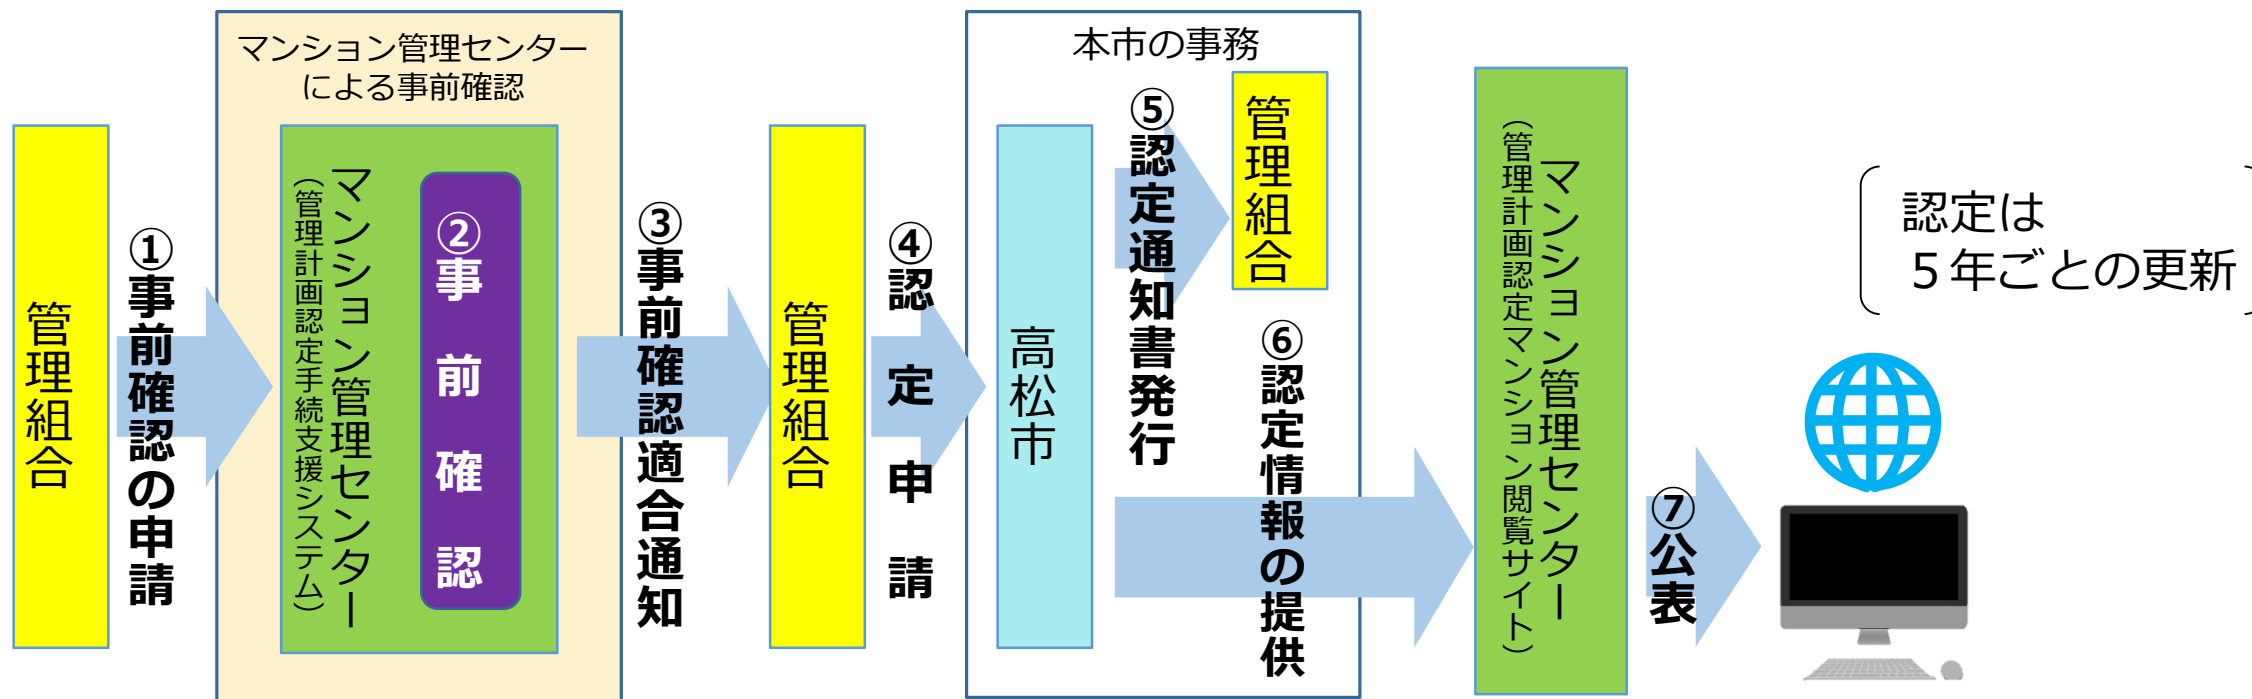 管理組合
①事前確認の申請
マンション管理センター
による事前確認
マンション管理センター
（管理計画認定手続支援システム）
②事前確認
③事前確認適合通知
管理組合
④認定申請
本市の事務
高松市
⑤認定通知書発行
管理組合
⑥認定情報の提供
マンション管理センター
（管理計画認定マンション閲覧サイト）
⑦公表
認定は
５年ごとの更新